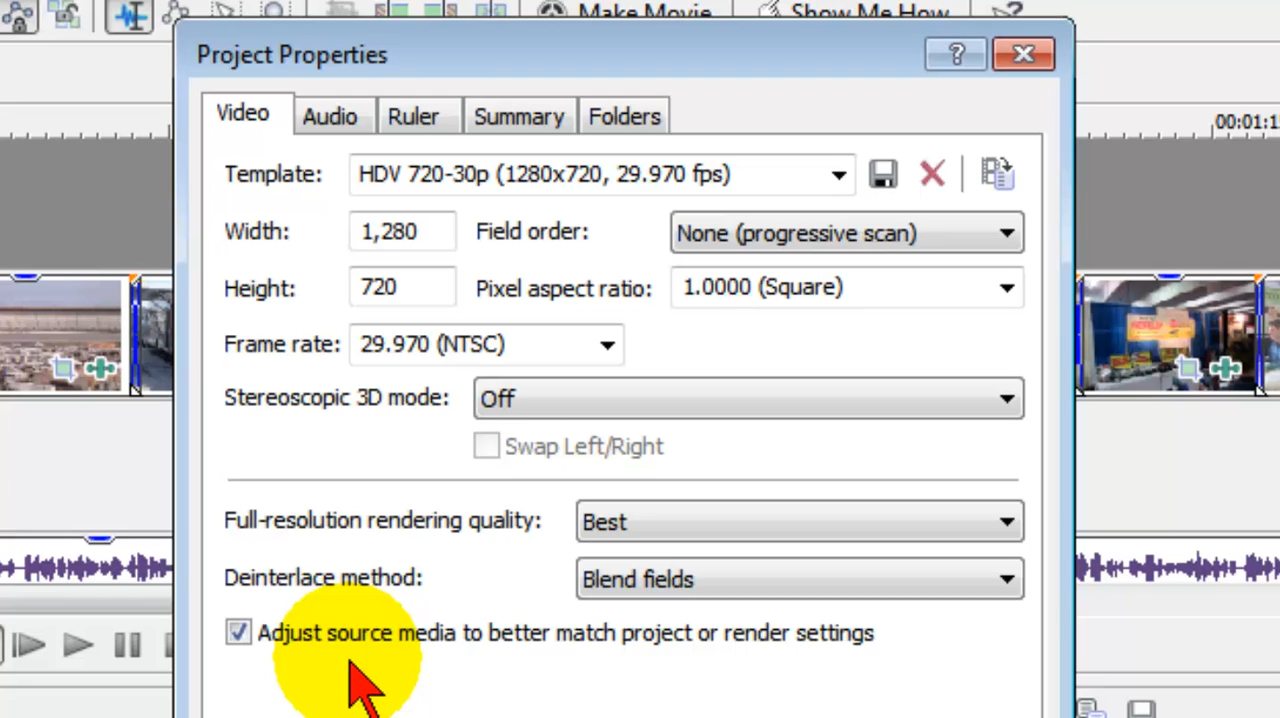 Make Movie Show Me How
Project Properties
Video Audio Ruler Summary Folders
00:01:1
Template: HDV 720-30p (1280x720, 29.970 fps)
Width: 1,280 Field order: None (progressive scan)
Height: 720 Pixel aspect ratio: 1.0000 (Square)
Frame rate: 29.970 (NTSC)
Stereoscopic 3D mode: Off
Swap Left/Right
Full-resolution rendering quality: Best
Deinterlace method: Blend fields
Adjust source media to better match project or render settings